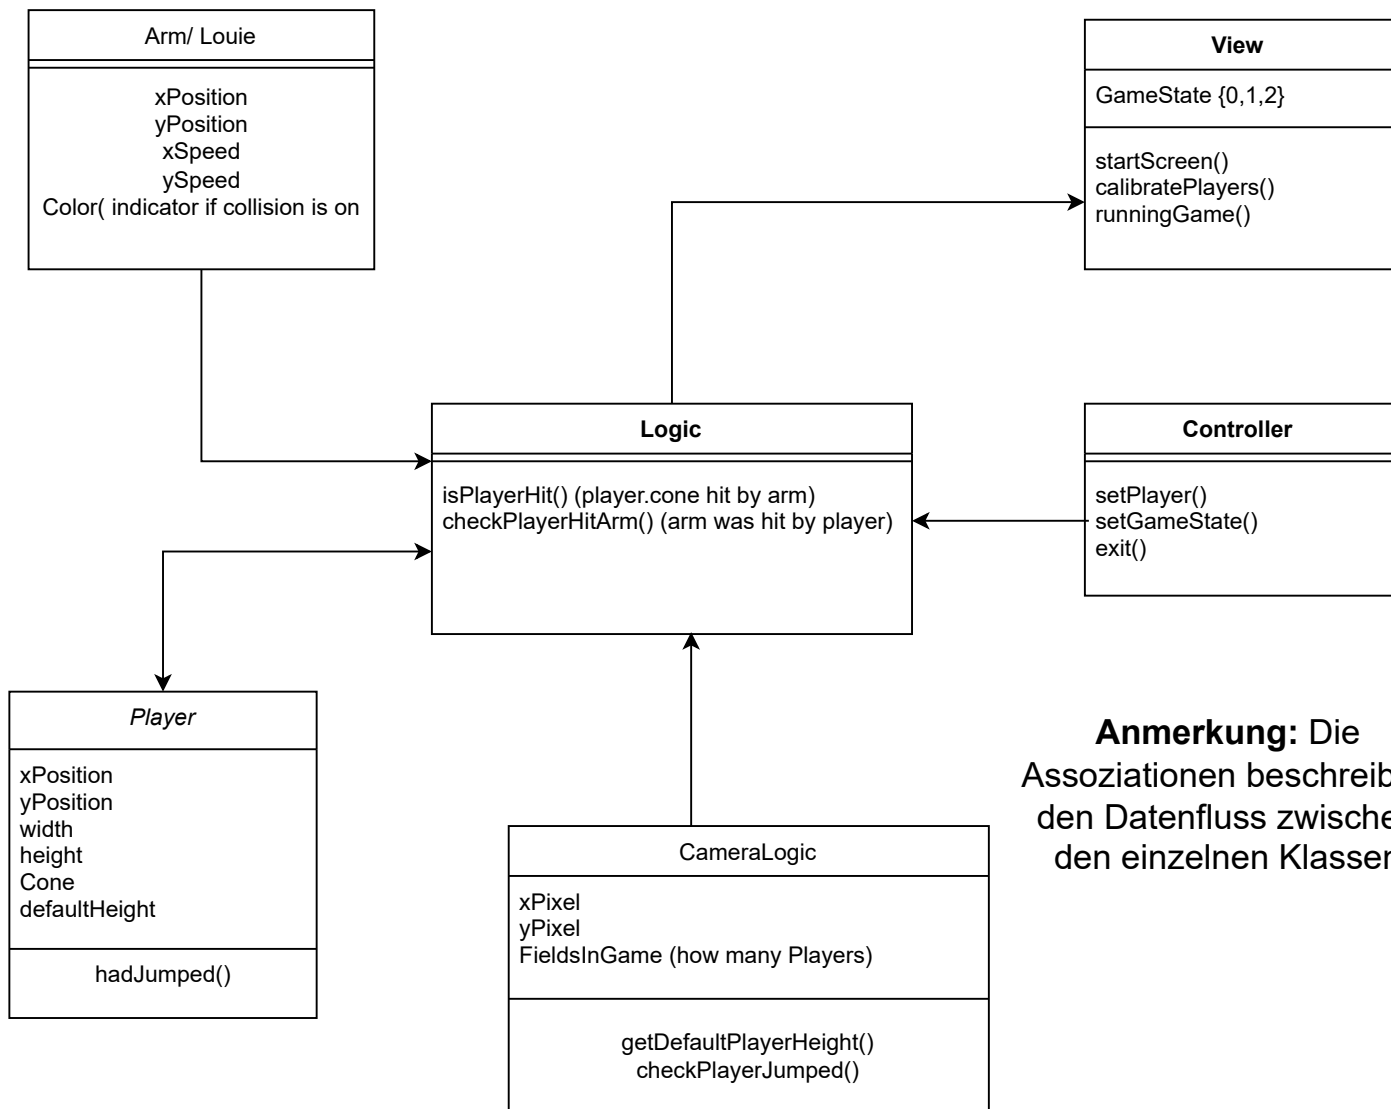 Arm/ Louie
xPosition
yPosition
xSpeed
ySpeed
Color( indicator if collision is on
View
GameState {0,1,2}
startScreen()
calibratePlayers()
runningGame()
Logic
isPlayerHit() (player.cone hit by arm)
checkPlayerHitArm() (arm was hit by player)
Controller
setPlayer()
setGameState()
exit()
Player
xPosition
yPosition
width
height
Cone
defaultHeight
hadJumped()
CameraLogic
xPixel
yPixel
FieldsInGame (how many Players)
getDefaultPlayerHeight()
checkPlayerJumped()
Anmerkung: Die
Assoziationen beschreib
den Datenfluss zwische
den einzelnen Klasser